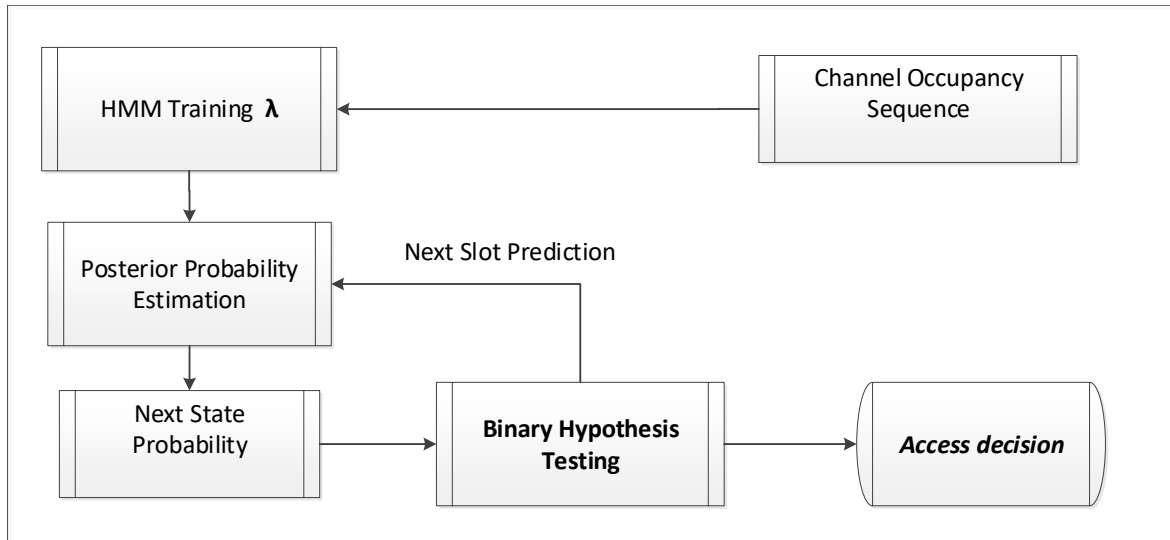 HMM Training λ
Channel Occupancy
Sequence
Posterior Probability
Estimation
Next Slot Prediction
Next State
Probability
Binary Hypothesis
Testing
Access decision